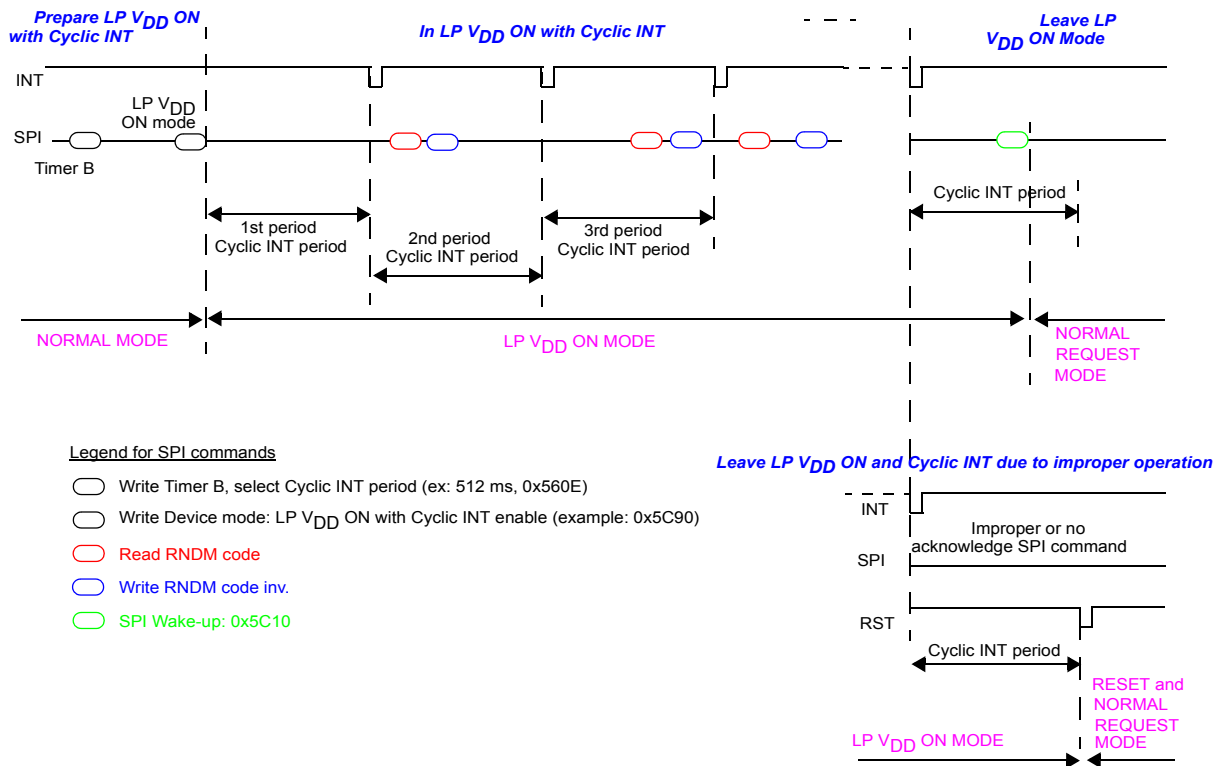 Prepare LP VDD ON
with Cyclic INT
In LP VDD ON with Cyclic INT
Leave LP
VDD ON Mode
INT
LP VDD
ON mode
SPI
Timer B
1st period
Cyclic INT period
2nd period
Cyclic INT period
3rd period
Cyclic INT period
Cyclic INT period
NORMAL MODE
LP VDD ON MODE
NORMAL
REQUEST
MODE
Legend for SPI commands
Write Timer B, select Cyclic INT period (ex: 512 ms, 0x560E)
Write Device mode: LP VDD ON with Cyclic INT enable (example: 0x5C90)
Read RNDM code
Write RNDM code inv.
SPI Wake-up: 0x5C10
Leave LP VDD ON and Cyclic INT due to improper operation
INT
Improper or no
acknowledge SPI command
SPI
RST
Cyclic INT period
RESET and
NORMAL
REQUEST
MODE
LP VDD ON MODE